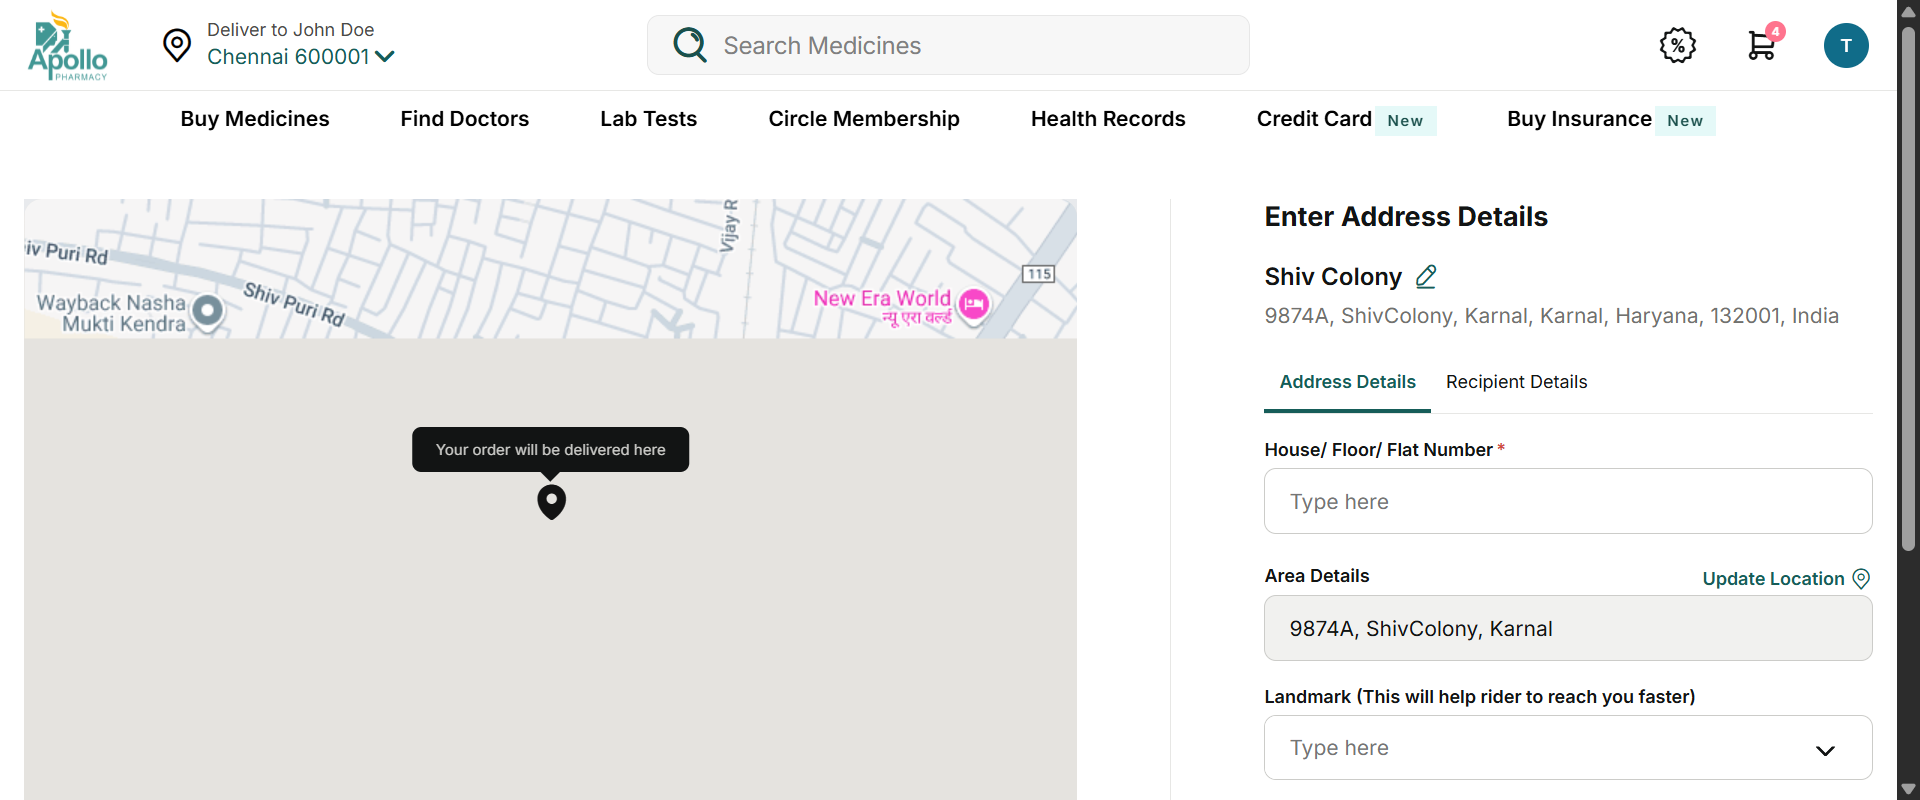 Apollo
PHARMACY
Deliver to John Doe
Chennai 600001
Search Medicines
4
T
Buy Medicines
Find Doctors
Lab Tests
Circle Membership
Health Records
Credit Card New
Buy Insurance New
iv Puri Rd
Shiv Puri Rd
Wayback Nasha
Mukti Kendra
Vijay R
115
New Era World
न्यू एरा वर्ल्ड
Your order will be delivered here
Enter Address Details
Shiv Colony
9874A, ShivColony, Karnal, Karnal, Haryana, 132001, India
Address Details
Recipient Details
House/ Floor/ Flat Number *
Type here
Area Details
Update Location
9874A, ShivColony, Karnal
Landmark (This will help rider to reach you faster)
Type here